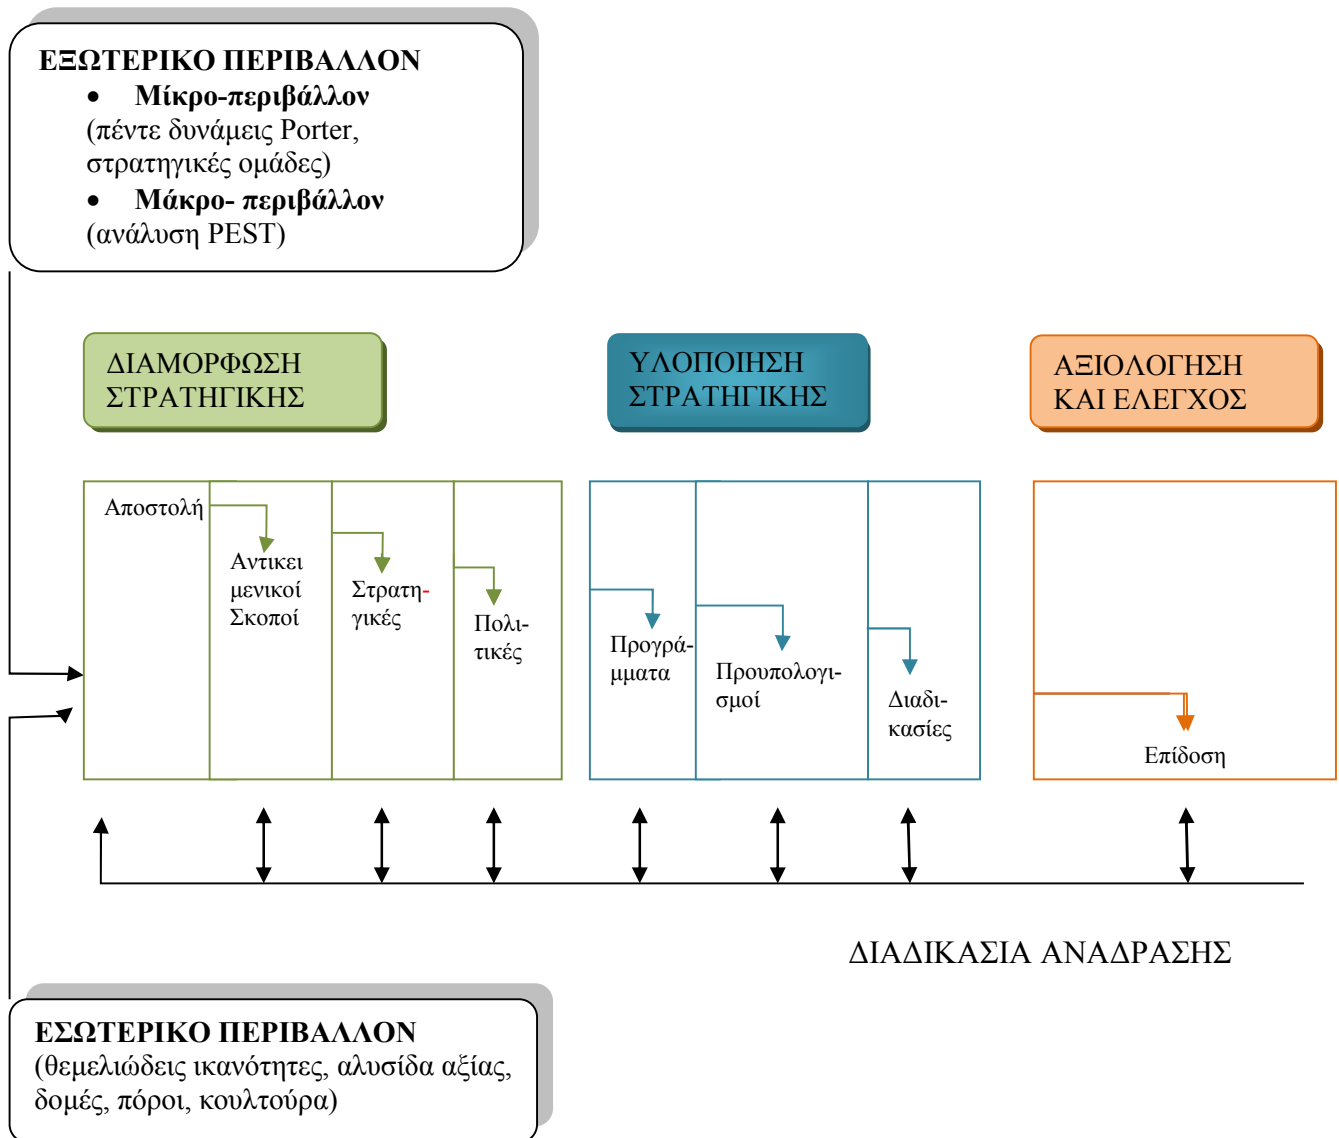 ΕΞΩΤΕΡΙΚΟ ΠΕΡΙΒΑΛΛΟΝ
• Μίκρο-περιβάλλον
(πέντε δυνάμεις Porter,
στρατηγικές ομάδες)
• Μάκρο- περιβάλλον
(ανάλυση PEST)
ΔΙΑΜΟΡΦΩΣΗ
ΣΤΡΑΤΗΓΙΚΗΣ
ΥΛΟΠΟΙΗΣΗ
ΣΤΡΑΤΗΓΙΚΗΣ
ΑΞΙΟΛΟΓΗΣΗ
ΚΑΙ ΕΛΕΓΧΟΣ
Αποστολή
Αντικει
μενικοί
Σκοποί
Στρατη-
γικές
Πολι-
τικές
Προγρά-
μματα
Προυπολογι-
σμοί
Διαδι-
κασίες
Επίδοση
ΔΙΑΔΙΚΑΣΙΑ ΑΝΑΔΡΑΣΗΣ
ΕΣΩΤΕΡΙΚΟ ΠΕΡΙΒΑΛΛΟΝ
(θεμελιώδεις ικανότητες, αλυσίδα αξίας,
δομές, πόροι, κουλτούρα)